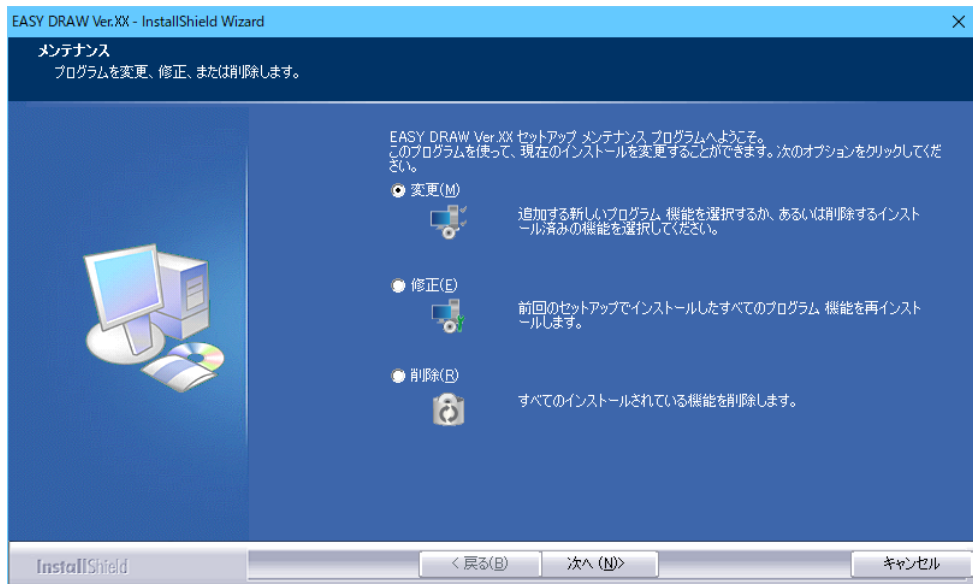 EASY DRAW Ver.XX - InstallShield Wizard
メンテナンス
プログラムを変更、修正、または削除します。
EASY DRAW Ver.XX セットアップ メンテナンス プログラムへようこそ。
このプログラムを使って、現在のインストールを変更することができます。次のオプションをクリックしてくだ
さい。
変更(M)
追加する新しいプログラム 機能を選択するか、あるいは削除するインスト
ール済みの機能を選択してください。
修正(E)
前回のセットアップでインストールしたすべてのプログラム 機能を再インスト
ールします。
削除(R)
すべてのインストールされている機能を削除します。
InstallShield
< 戻る(B)
次へ (N)>
キャンセル